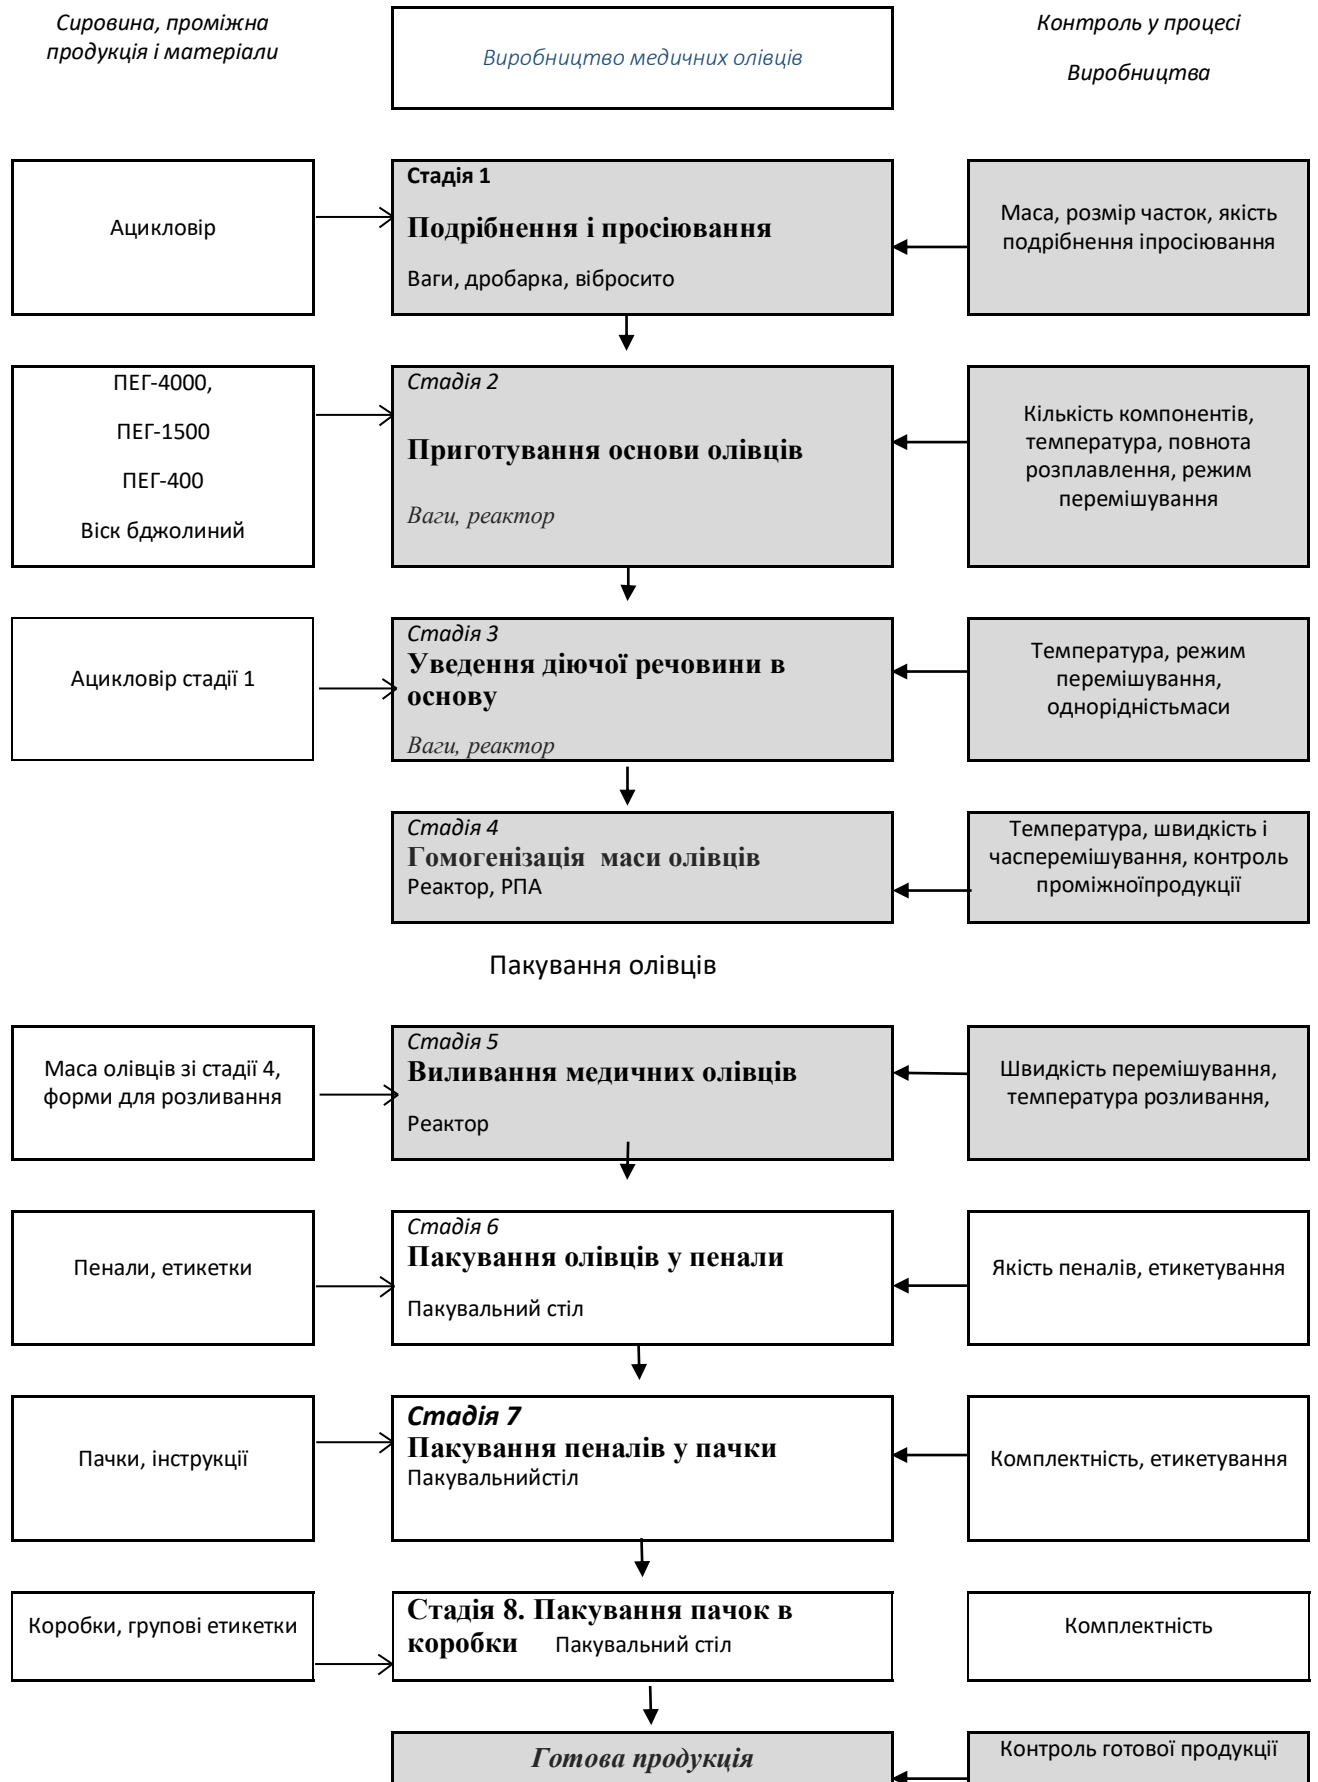 Сировина, проміжна
продукція і матеріали
Виробництво медичних олівців
Контроль у процесі
Виробництва
Ацикловір
Стадія 1
Подрібнення і просіювання
Ваги, дробарка, вібросито
Маса, розмір часток, якість
подрібнення іпросіювання
ПЕГ-4000,
ПЕГ-1500
ПЕГ-400
Віск бджолиний
Стадія 2
Приготування основи олівців
Ваги, реактор
Кількість компонентів,
температура, повнота
розплавлення, режим
перемішування
Ацикловір стадії 1
Стадія 3
Уведення діючої речовини в
основу
Ваги, реактор
Температура, режим
перемішування,
однорідністьмаси
Стадія 4
Гомогенізація маси олівців
Реактор, РПА
Температура, швидкість і
часперемішування, контроль
проміжноїпродукції
Пакування олівців
Маса олівців зі стадії 4,
форми для розливання
Стадія 5
Виливання медичних олівців
Реактор
Швидкість перемішування,
температура розливання,
Пенали, етикетки
Стадія 6
Пакування олівців у пенали
Пакувальний стіл
Якість пеналів, етикетування
Пачки, інструкції
Стадія 7
Пакування пеналів у пачки
Пакувальнийстіл
Комплектність, етикетування
Коробки, групові етикетки
Стадія 8. Пакування пачок в
коробки Пакувальний стіл
Комплектність
Готова продукція
Контроль готової продукції